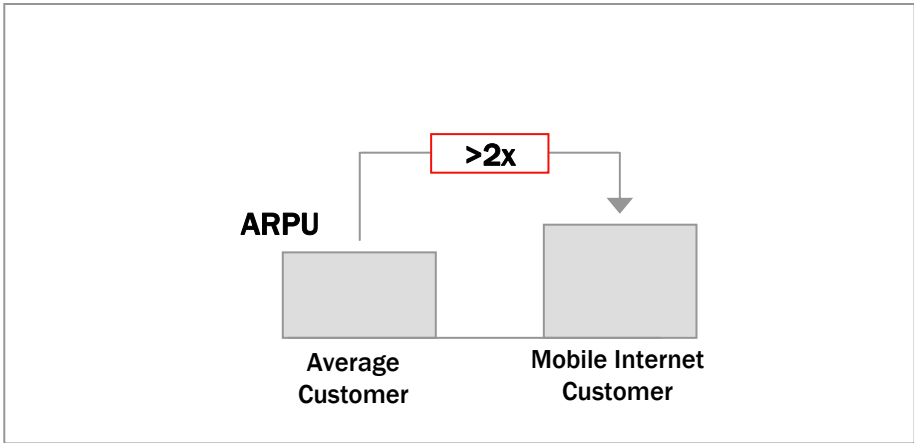 >2x
ARPU
Average
Customer
Mobile Internet
Customer